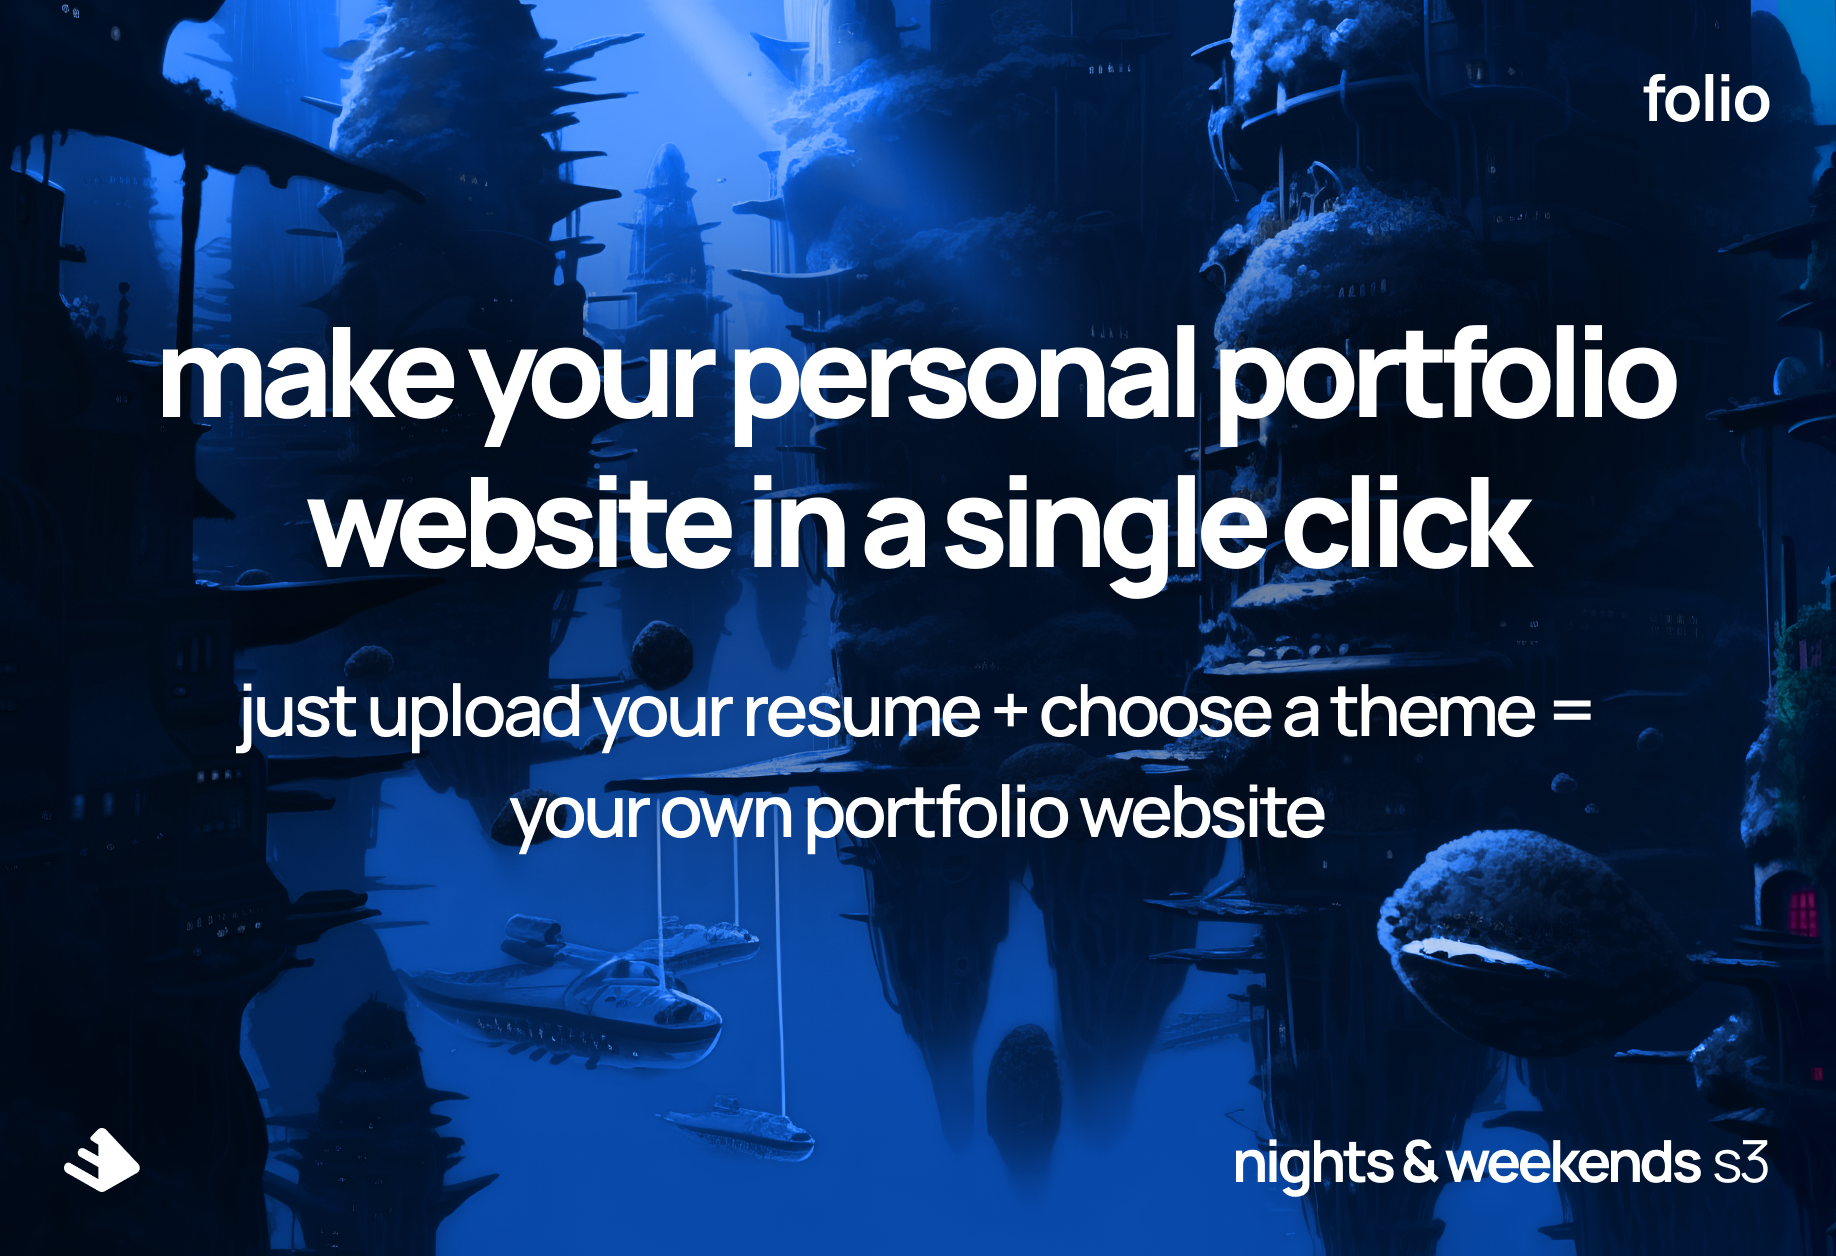 folio
make your personal portfolio
website in a single click
just upload your resume + choose a theme =
your own portfolio website
nights & weekends s3